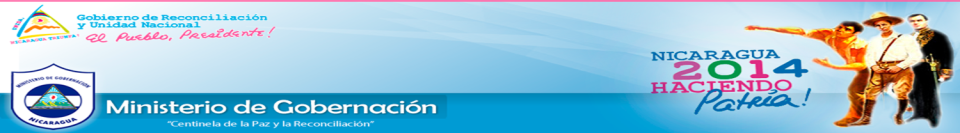 Gobierno de Reconciliación
y Unidad Nacional
El Pueblo, Presidente!
NICARAGUA
2014
HACIENDO
Patria!
MINISTERIO DE GOBERNACION
NICARAGUA
Ministerio de Gobernación
"Centinela de la Paz y la Reconciliación"